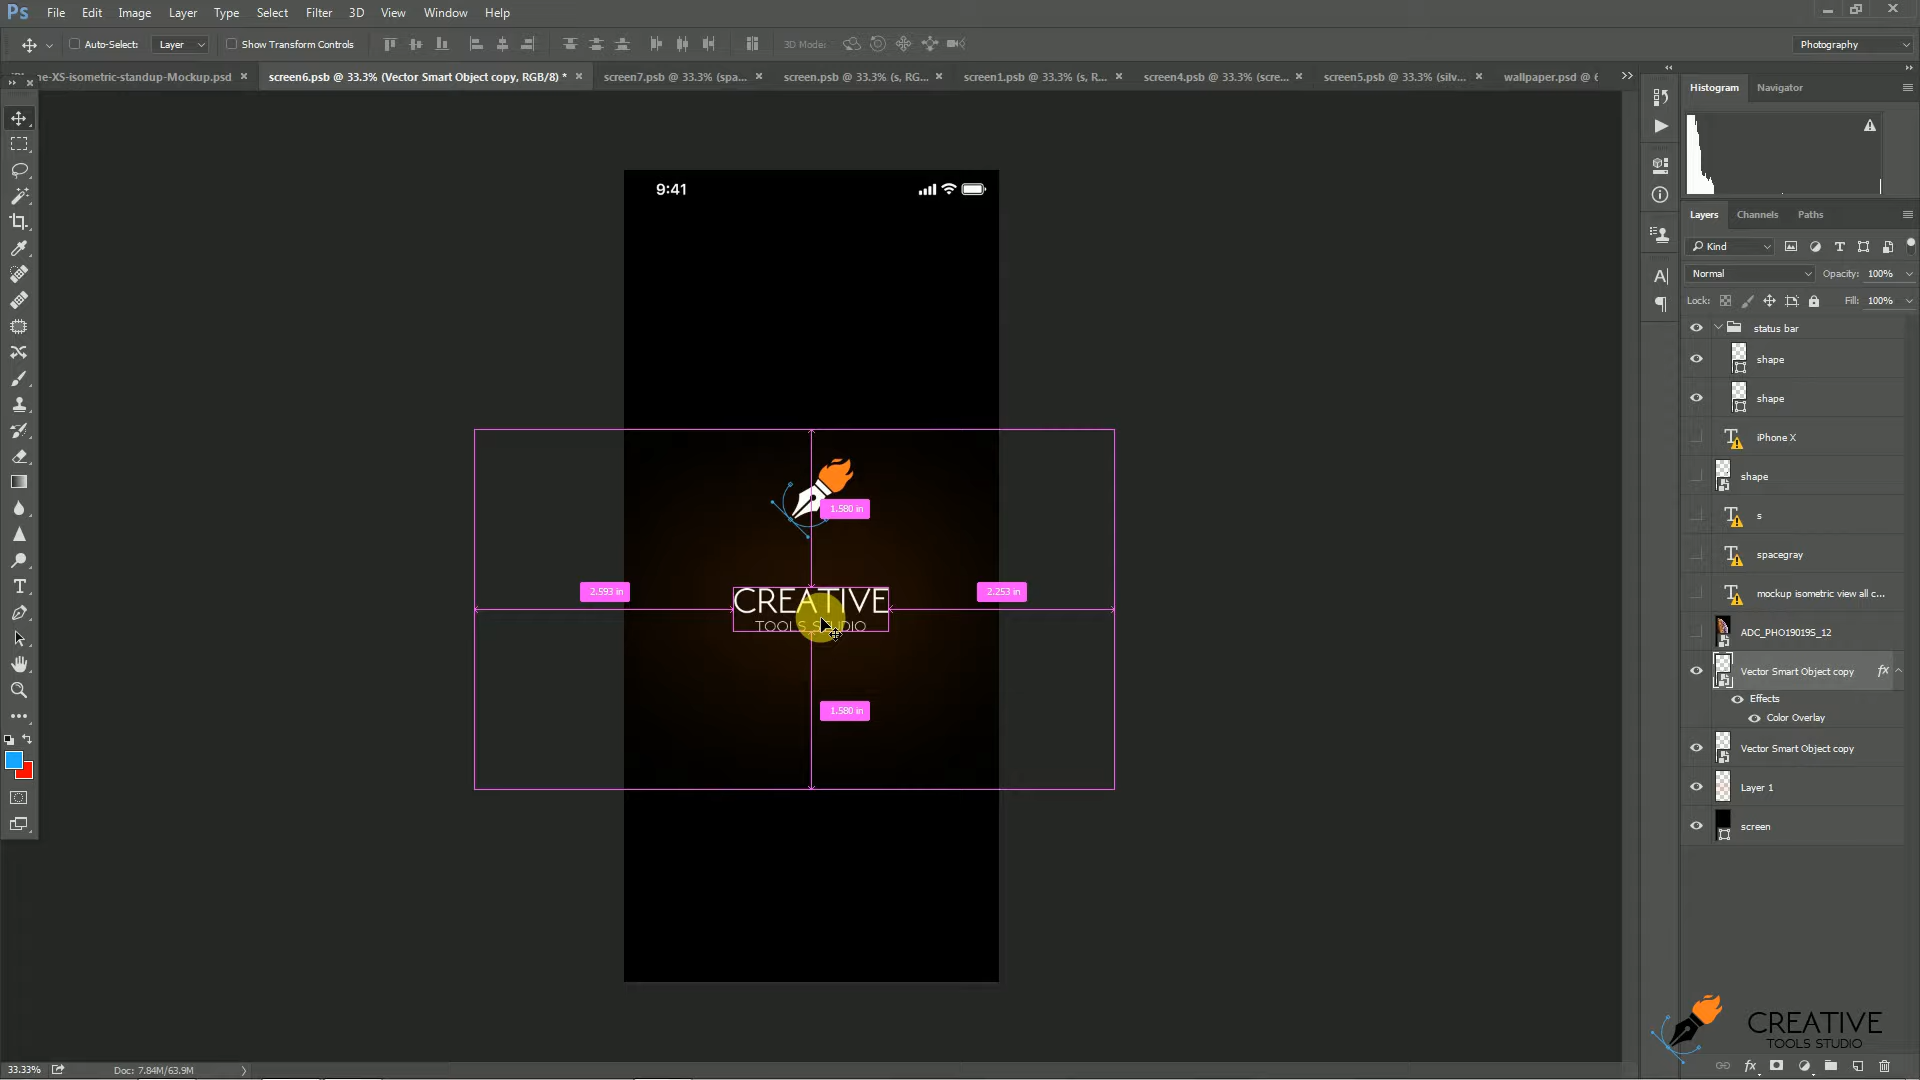 Ps File Edit Image Layer Type Select Filter 3D View Window Help
Auto-Select: Layer Show Transform Controls 3D Mode: Photography
ne-XS-isometric-standup-Mockup.psd × screen6.psb @ 33.3% (Vector Smart Object copy, RGB/8) * × screen7.psb @ 33.3% (spa... × screen.psb @ 33.3% (s, RG... × screen1.psb @ 33.3% (s, R... × screen4.psb @ 33.3% (scre... × screen5.psb @ 33.3% (silv... × wallpaper.psd @ 6
Histogram Navigator
9:41
Layers Channels Paths
Kind
Normal Opacity: 100%
Lock: Fill: 100%
status bar
shape
shape
iPhone X
shape
s
spacegray
mockup isometric view all c...
ADC_PHO190195_12
Vector Smart Object copy fx
Effects
Color Overlay
Vector Smart Object copy
Layer 1
screen
1.580 in
2.593 in
2.253 in
CREATIVE
TOOLS STUDIO
1.580 in
CREATIVE
TOOLS STUDIO
33.33% Doc: 7.84M/63.9M
fx